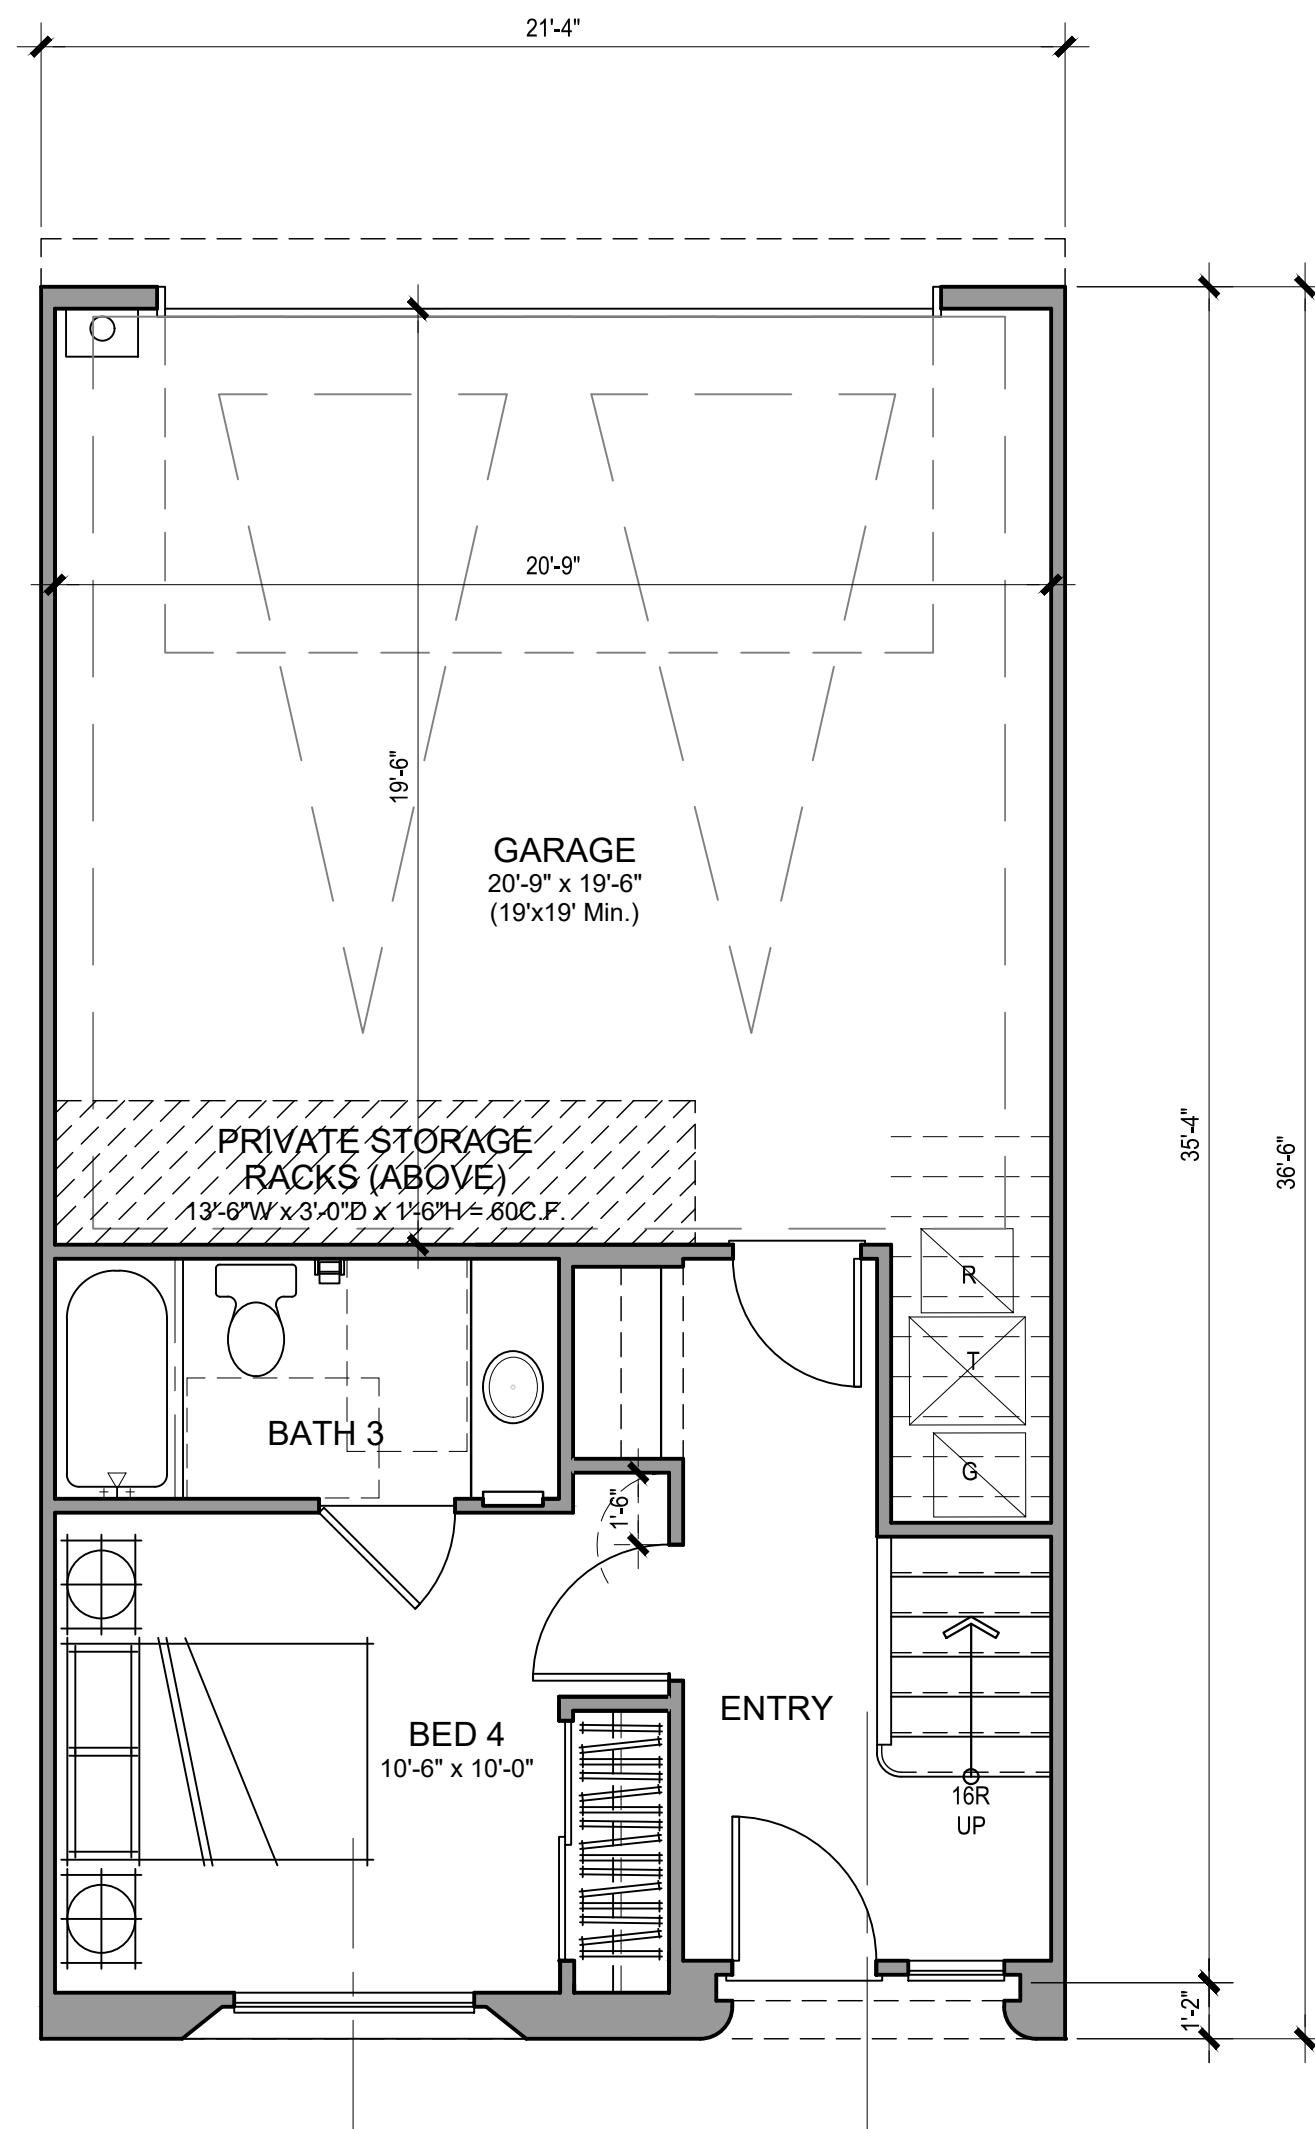 21'-4"
20'-9"
19'-6"
GARAGE
20'-9" x 19'-6"
(19'x19' Min.)
PRIVATE STORAGE
RACKS (ABOVE)
13'-6"W x 3'-0"D x 1'-6"H = 60C.F.
35'-4"
36'-6"
R
T
G
BATH 3
1'-6"
ENTRY
BED 4
10'-6" x 10'-0"
16R
UP
1'-2"